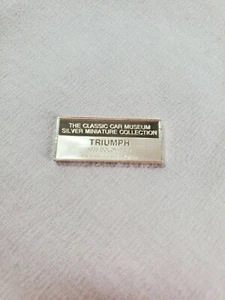 THE CLASSIC CAR MUSEUM
SILVER MINIATURE COLLECTION
TRIUMPH